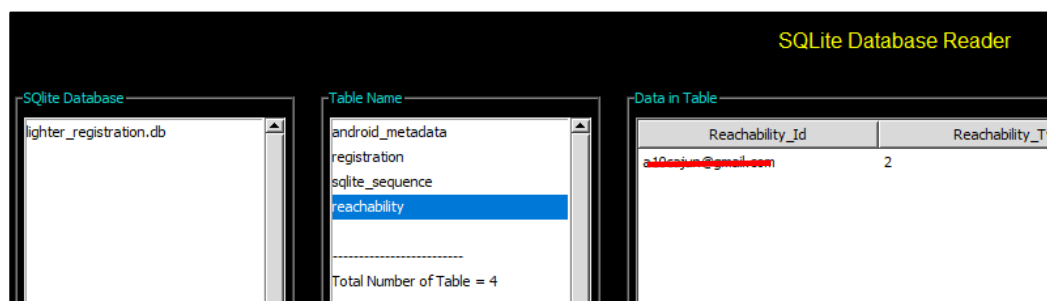 SQLite Database Reader
SQlite Database
lighter_registration.db
Table Name
android_metadata
registration
sqlite_sequence
reachability
-------------------------
Total Number of Table = 4
Data in Table
Reachability_Id Reachability_T
2